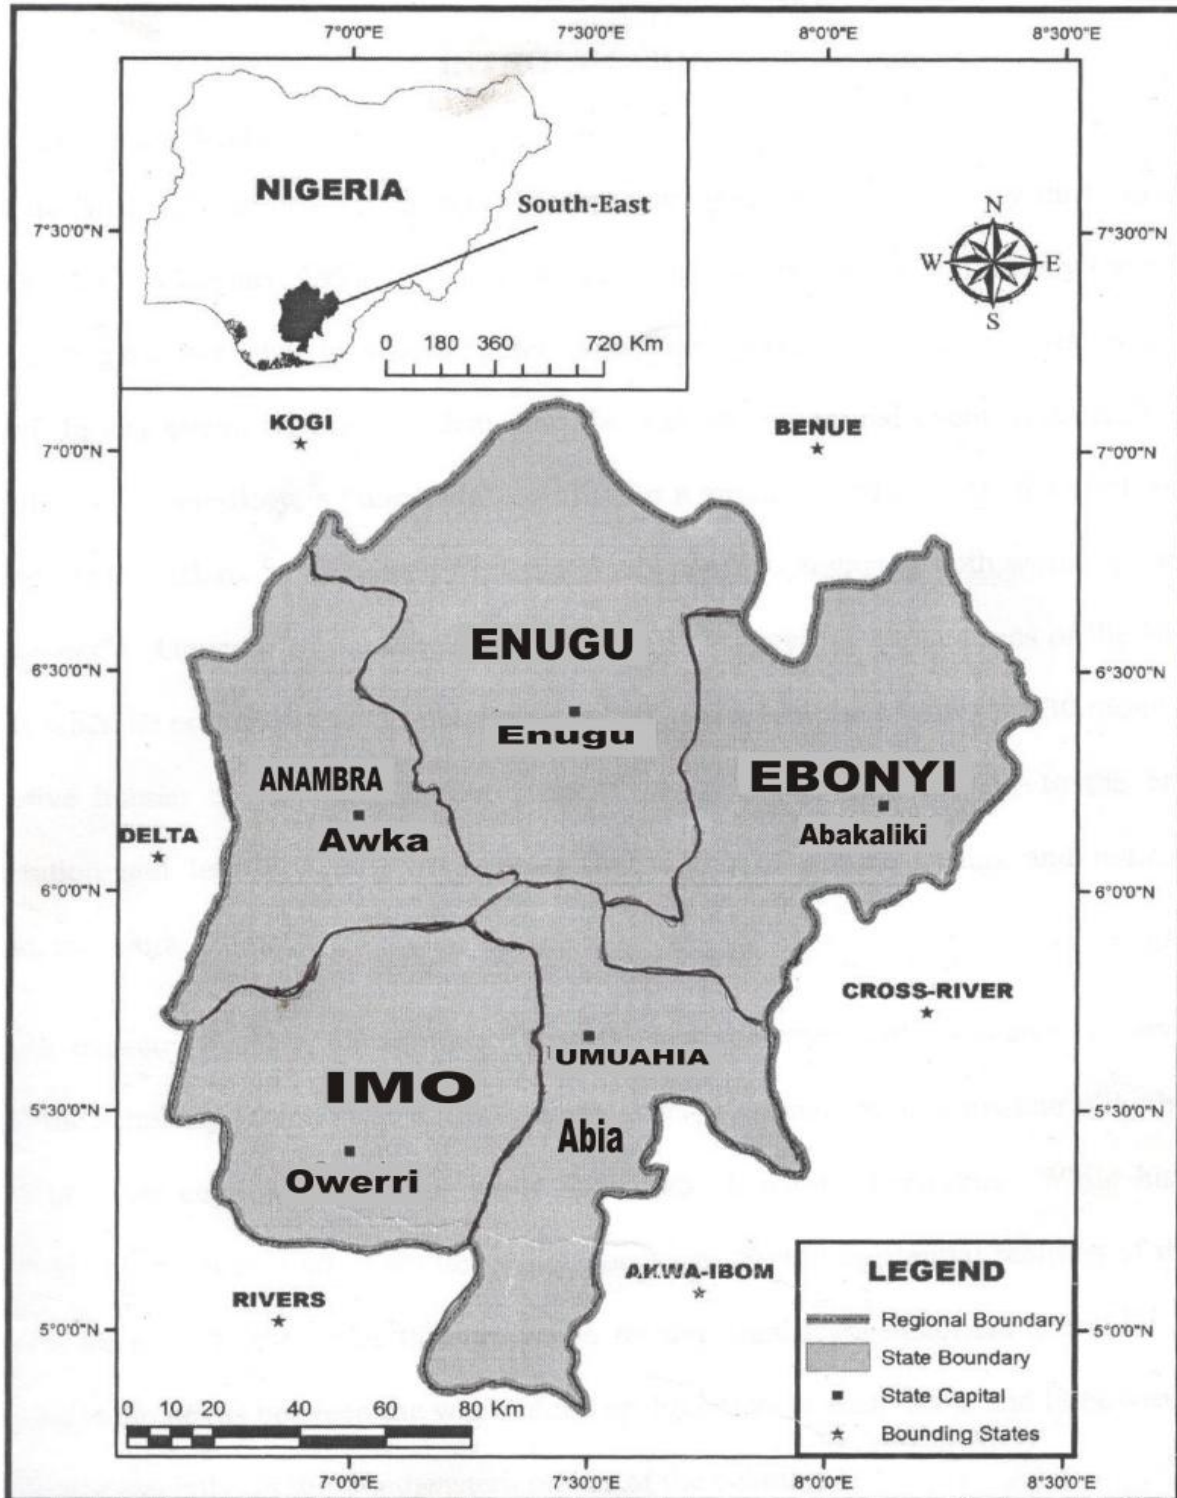 7°0'0"E 7°30'0"E 8°0'0"E 8°30'0"E
NIGERIA
South-East
0 180 360 720 Km
N
W E
S
7°30'0"N 7°30'0"N
KOGI
BENUE
7°0'0"N 7°0'0"N
ENUGU
6°30'0"N 6°30'0"N
Enugu
ANAMBRA
EBONYI
DELTA
Awka
Abakaliki
6°0'0"N 6°0'0"N
CROSS-RIVER
UMUAHIA
IMO
5°30'0"N 5°30'0"N
Abia
Owerri
AKWA-IBOM
RIVERS
5°0'0"N 5°0'0"N
LEGEND
Regional Boundary
State Boundary
State Capital
Bounding States
0 10 20 40 60 80 Km
7°0'0"E 7°30'0"E 8°0'0"E 8°30'0"E